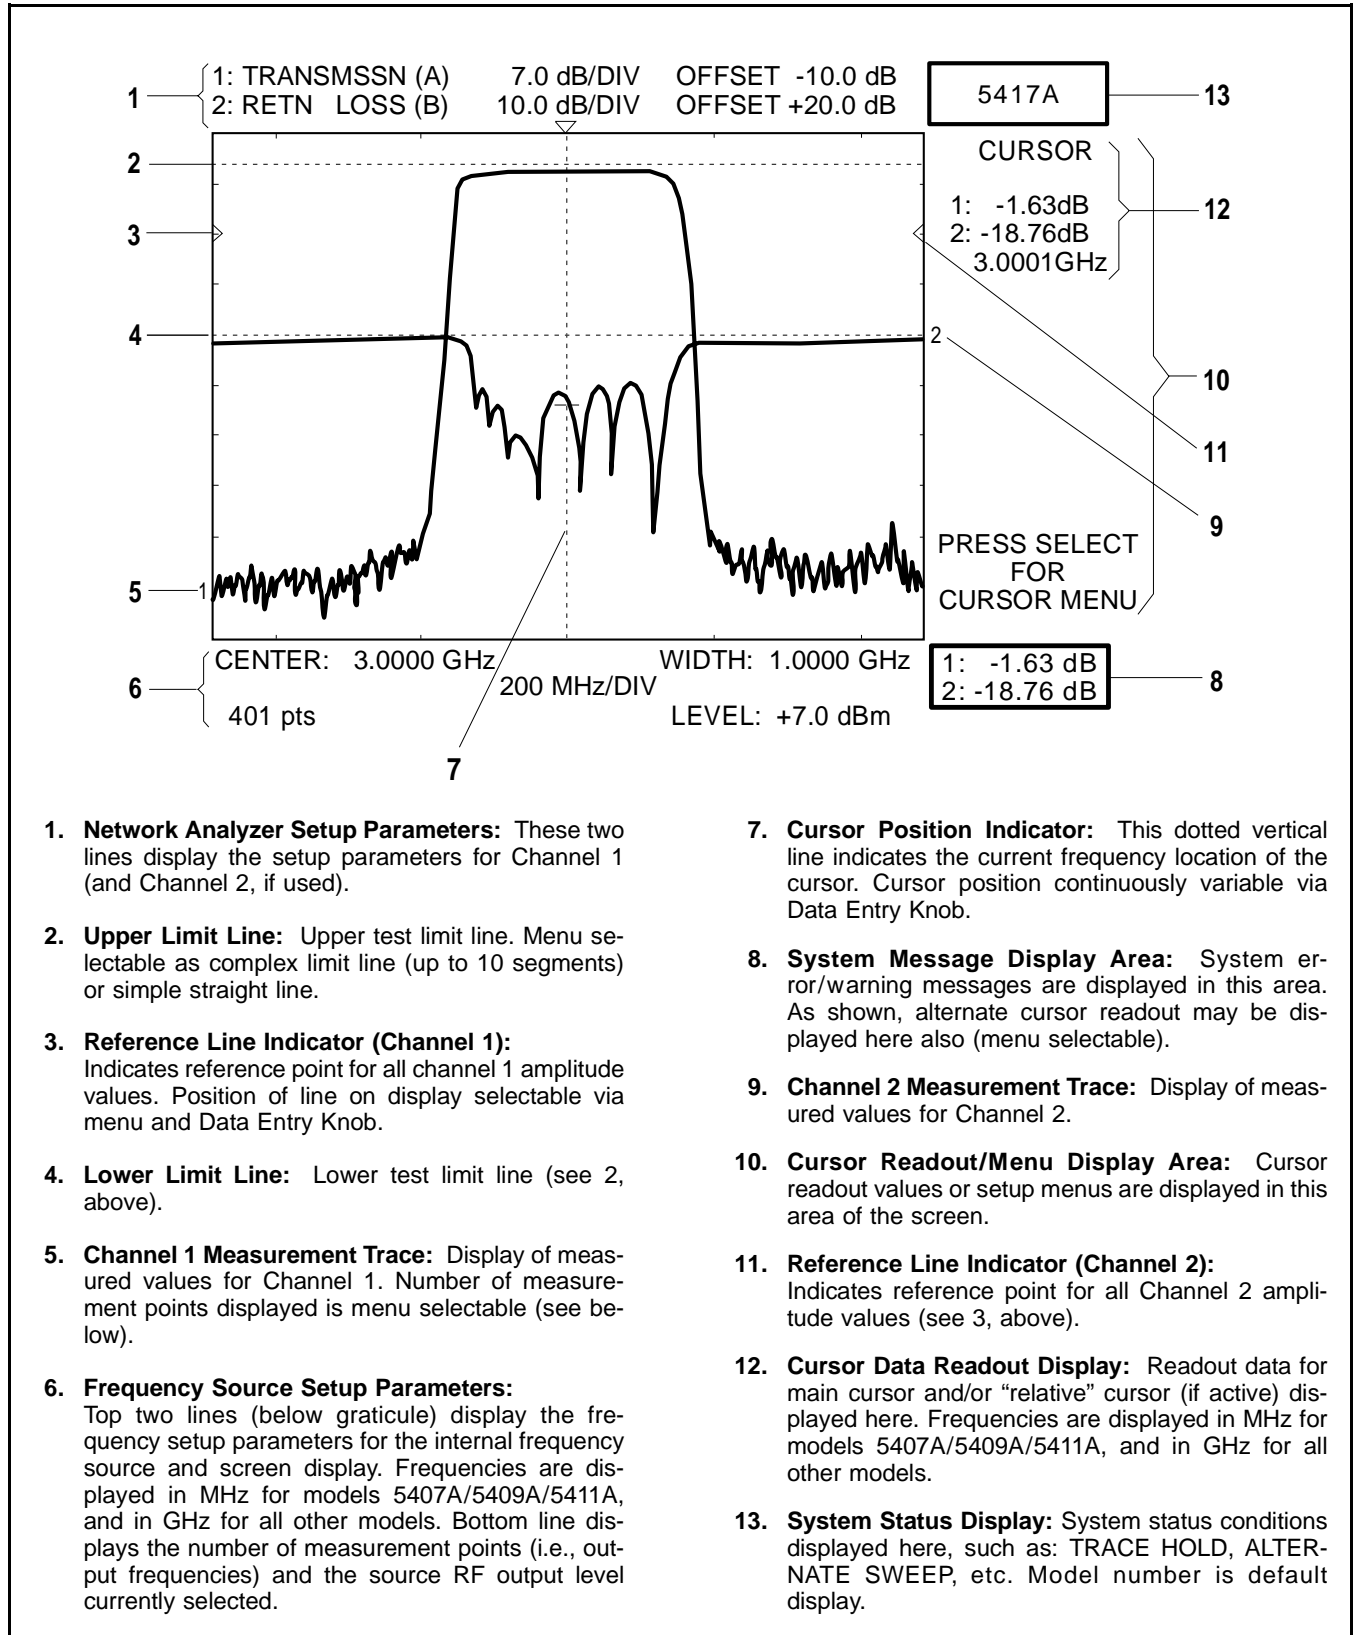 1: TRANSMSSN (A) 7.0 dB/DIV OFFSET -10.0 dB
2: RETN LOSS (B) 10.0 dB/DIV OFFSET +20.0 dB
1
5417A
13
2
CURSOR
1: -1.63dB
2: -18.76dB
3.0001GHz
12
3
4
2
10
11
9
PRESS SELECT
FOR
CURSOR MENU
5
1
CENTER: 3.0000 GHz WIDTH: 1.0000 GHz
200 MHz/DIV
401 pts LEVEL: +7.0 dBm
6
1: -1.63 dB
2: -18.76 dB
8
7
1. Network Analyzer Setup Parameters: These two
lines display the setup parameters for Channel 1
(and Channel 2, if used).
2. Upper Limit Line: Upper test limit line. Menu se-
lectable as complex limit line (up to 10 segments)
or simple straight line.
3. Reference Line Indicator (Channel 1):
Indicates reference point for all channel 1 amplitude
values. Position of line on display selectable via
menu and Data Entry Knob.
4. Lower Limit Line: Lower test limit line (see 2,
above).
5. Channel 1 Measurement Trace: Display of meas-
ured values for Channel 1. Number of measure-
ment points displayed is menu selectable (see be-
low).
6. Frequency Source Setup Parameters:
Top two lines (below graticule) display the fre-
quency setup parameters for the internal frequency
source and screen display. Frequencies are dis-
played in MHz for models 5407A/5409A/5411A,
and in GHz for all other models. Bottom line dis-
plays the number of measurement points (i.e., out-
put frequencies) and the source RF output level
currently selected.
7. Cursor Position Indicator: This dotted vertical
line indicates the current frequency location of the
cursor. Cursor position continuously variable via
Data Entry Knob.
8. System Message Display Area: System er-
ror/warning messages are displayed in this area.
As shown, alternate cursor readout may be dis-
played here also (menu selectable).
9. Channel 2 Measurement Trace: Display of meas-
ured values for Channel 2.
10. Cursor Readout/Menu Display Area: Cursor
readout values or setup menus are displayed in this
area of the screen.
11. Reference Line Indicator (Channel 2):
Indicates reference point for all Channel 2 ampli-
tude values (see 3, above).
12. Cursor Data Readout Display: Readout data for
main cursor and/or “relative” cursor (if active) dis-
played here. Frequencies are displayed in MHz for
models 5407A/5409A/5411A, and in GHz for all
other models.
13. System Status Display: System status conditions
displayed here, such as: TRACE HOLD, ALTER-
NATE SWEEP, etc. Model number is default
display.